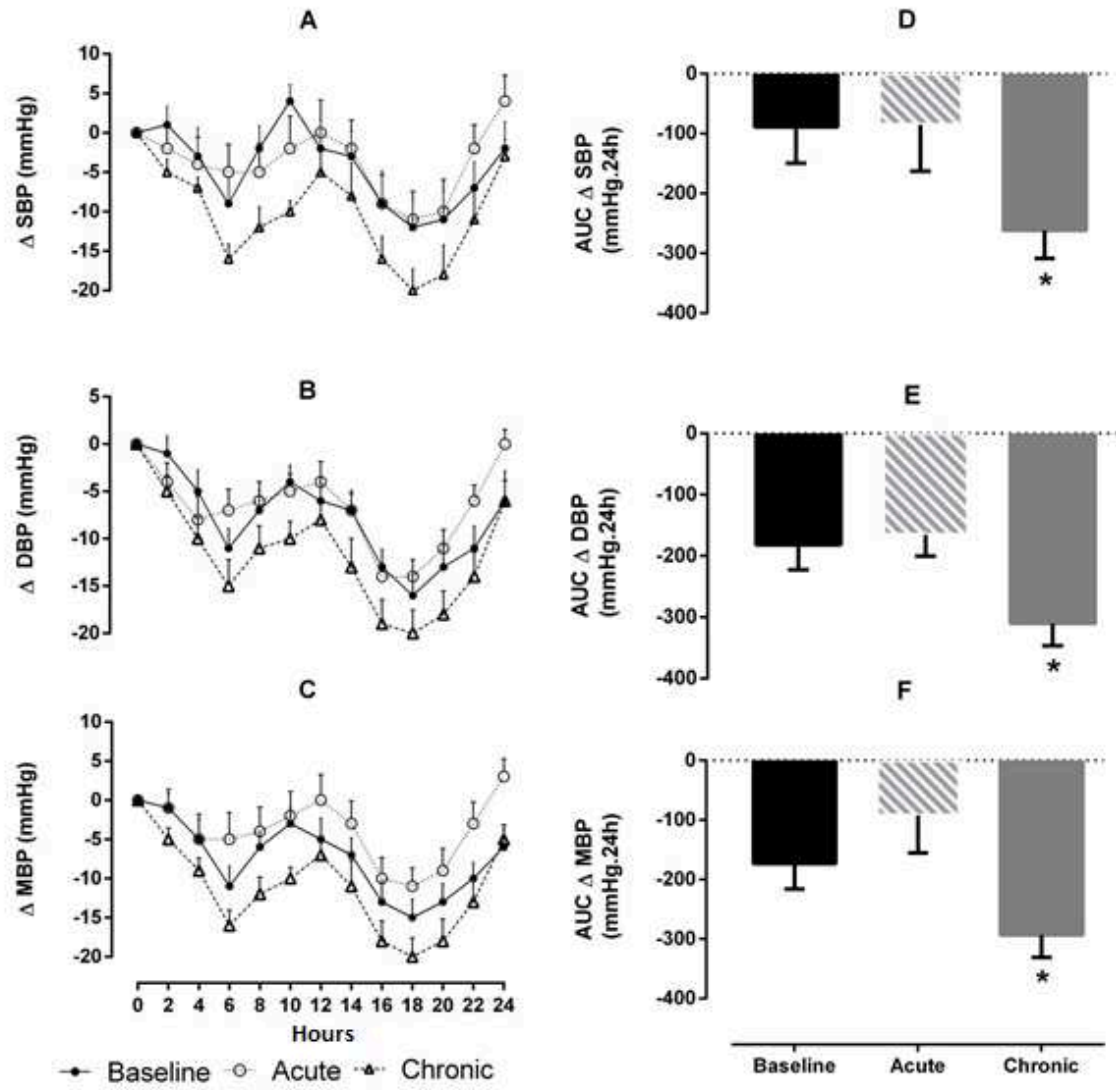 A
Δ SBP (mmHg)
10
5
0
-5
-10
-15
-20
D
AUC Δ SBP
(mmHg.24h)
0
-100
-200
-300
-400
*
B
Δ DBP (mmHg)
5
0
-5
-10
-15
-20
E
AUC Δ DBP
(mmHg.24h)
0
-100
-200
-300
-400
*
C
Δ MBP (mmHg)
10
5
0
-5
-10
-15
-20
0 2 4 6 8 10 12 14 16 18 20 22 24
Hours
Baseline Acute Chronic
F
AUC Δ MBP
(mmHg.24h)
0
-100
-200
-300
-400
*
Baseline Acute Chronic